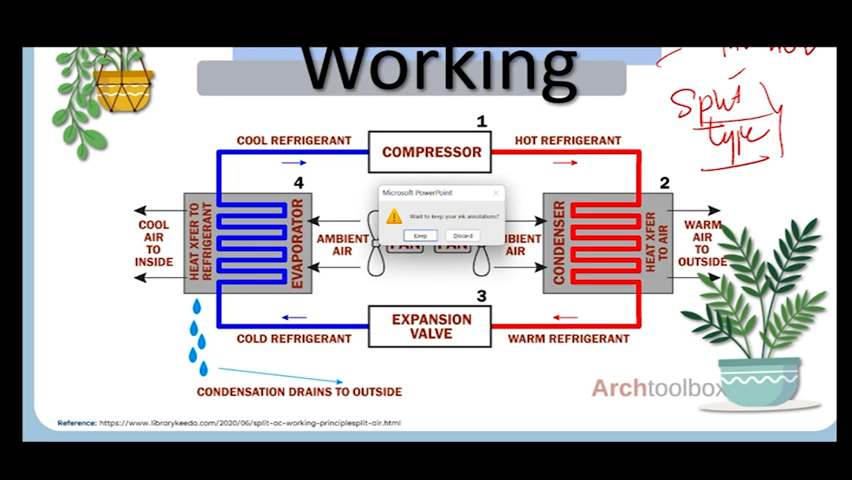 Working
Split
type
1
COOL REFRIGERANT
HOT REFRIGERANT
COMPRESSOR
4
2
Microsoft PowerPoint
Want to keep your ink annotations?
Keep
Discard
COOL
AIR
TO
INSIDE
HEAT XFER TO
REFRIGERANT
EVAPORATOR
AMBIENT
AIR
FAN
FAN
BIENT
AIR
CONDENSER
HEAT XFER
TO AIR
WARM
AIR
TO
OUTSIDE
3
EXPANSION
VALVE
COLD REFRIGERANT
WARM REFRIGERANT
CONDENSATION DRAINS TO OUTSIDE
Archtoolbox
Reference: https://www.librarykeeda.com/2020/06/split-ac-working-principlesplit-air.html